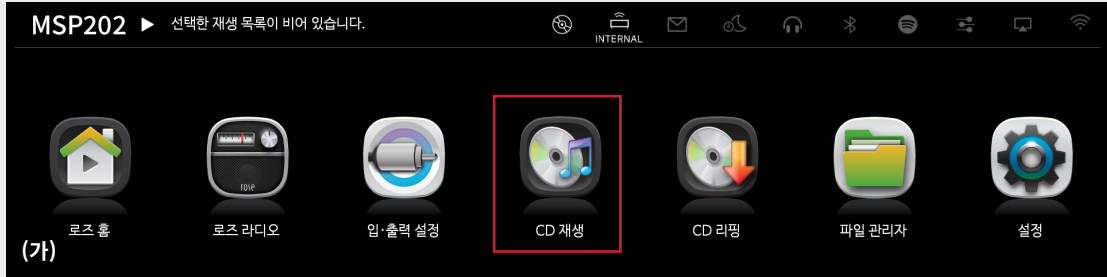 MSP202 ▶ 선택한 재생 목록이 비어 있습니다.
INTERNAL
rose
로즈 홈 로즈 라디오 입·출력 설정 CD 재생 CD 리핑 파일 관리자 설정
(가)